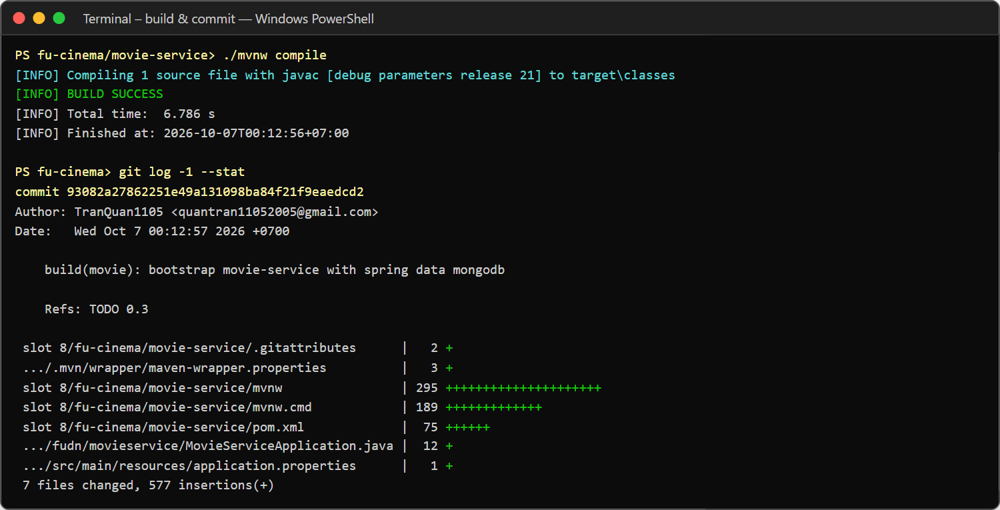 Terminal – build & commit — Windows PowerShell
PS fu-cinema/movie-service> ./mvnw compile
[INFO] Compiling 1 source file with javac [debug parameters release 21] to target\classes
[INFO] BUILD SUCCESS
[INFO] Total time:  6.786 s
[INFO] Finished at: 2026-10-07T00:12:56+07:00
PS fu-cinema> git log -1 --stat
commit 93082a27862251e49a131098ba84f21f9eaedcd2
Author: TranQuan1105 <quantran11052005@gmail.com>
Date:   Wed Oct 7 00:12:57 2026 +0700
build(movie): bootstrap movie-service with spring data mongodb
Refs: TODO 0.3
slot 8/fu-cinema/movie-service/.gitattributes      |   2 +
.../.mvn/wrapper/maven-wrapper.properties          |   3 +
slot 8/fu-cinema/movie-service/mvnw                | 295 +++++++++++++++++++++
slot 8/fu-cinema/movie-service/mvnw.cmd            | 189 +++++++++++++
slot 8/fu-cinema/movie-service/pom.xml             |  75 ++++++
.../fudn/movieservice/MovieServiceApplication.java |  12 +
.../src/main/resources/application.properties      |   1 +
7 files changed, 577 insertions(+)